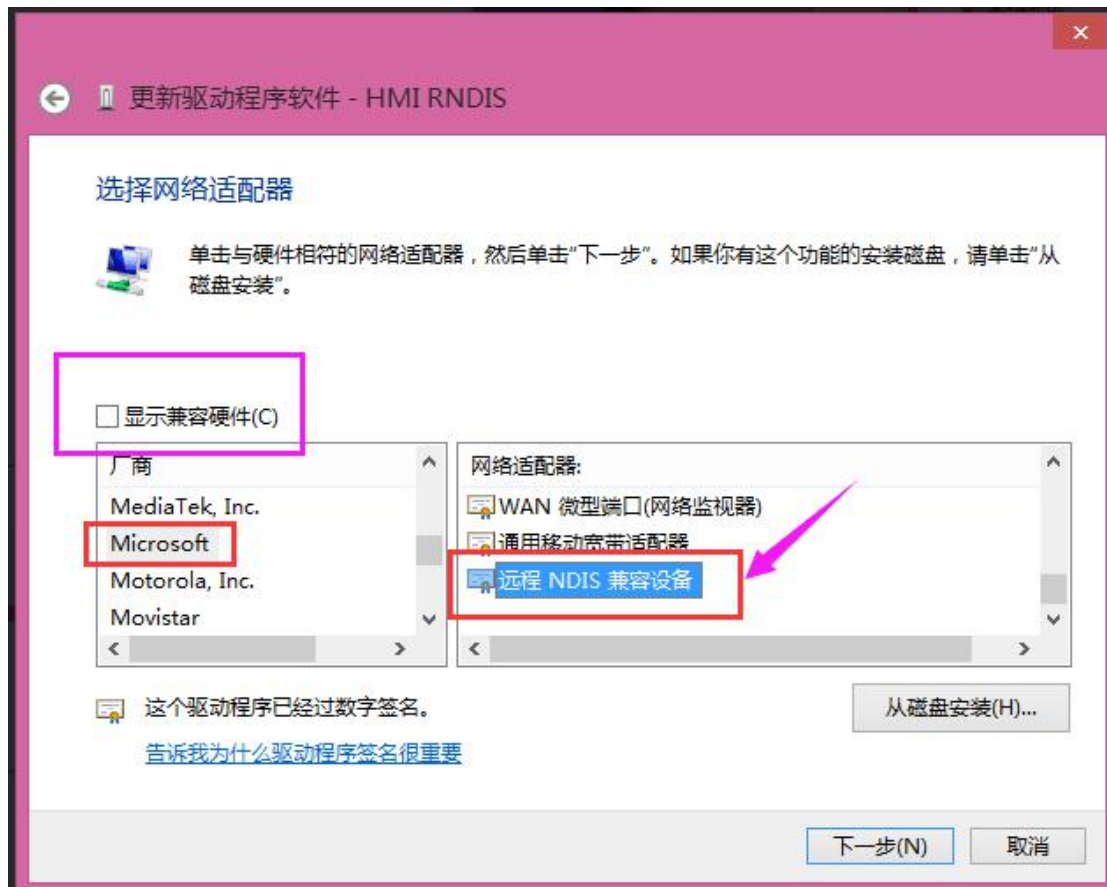 更新驱动程序软件 - HMI RNDIS
选择网络适配器
单击与硬件相符的网络适配器，然后单击“下一步”。如果你有这个功能的安装磁盘，请单击“从
磁盘安装”。
显示兼容硬件(C)
厂商
MediaTek, Inc.
Microsoft
Motorola, Inc.
Movistar
网络适配器:
WAN 微型端口(网络监视器)
通用移动宽带适配器
远程 NDIS 兼容设备
这个驱动程序已经过数字签名。
告诉我为什么驱动程序签名很重要
从磁盘安装(H)...
下一步(N)
取消